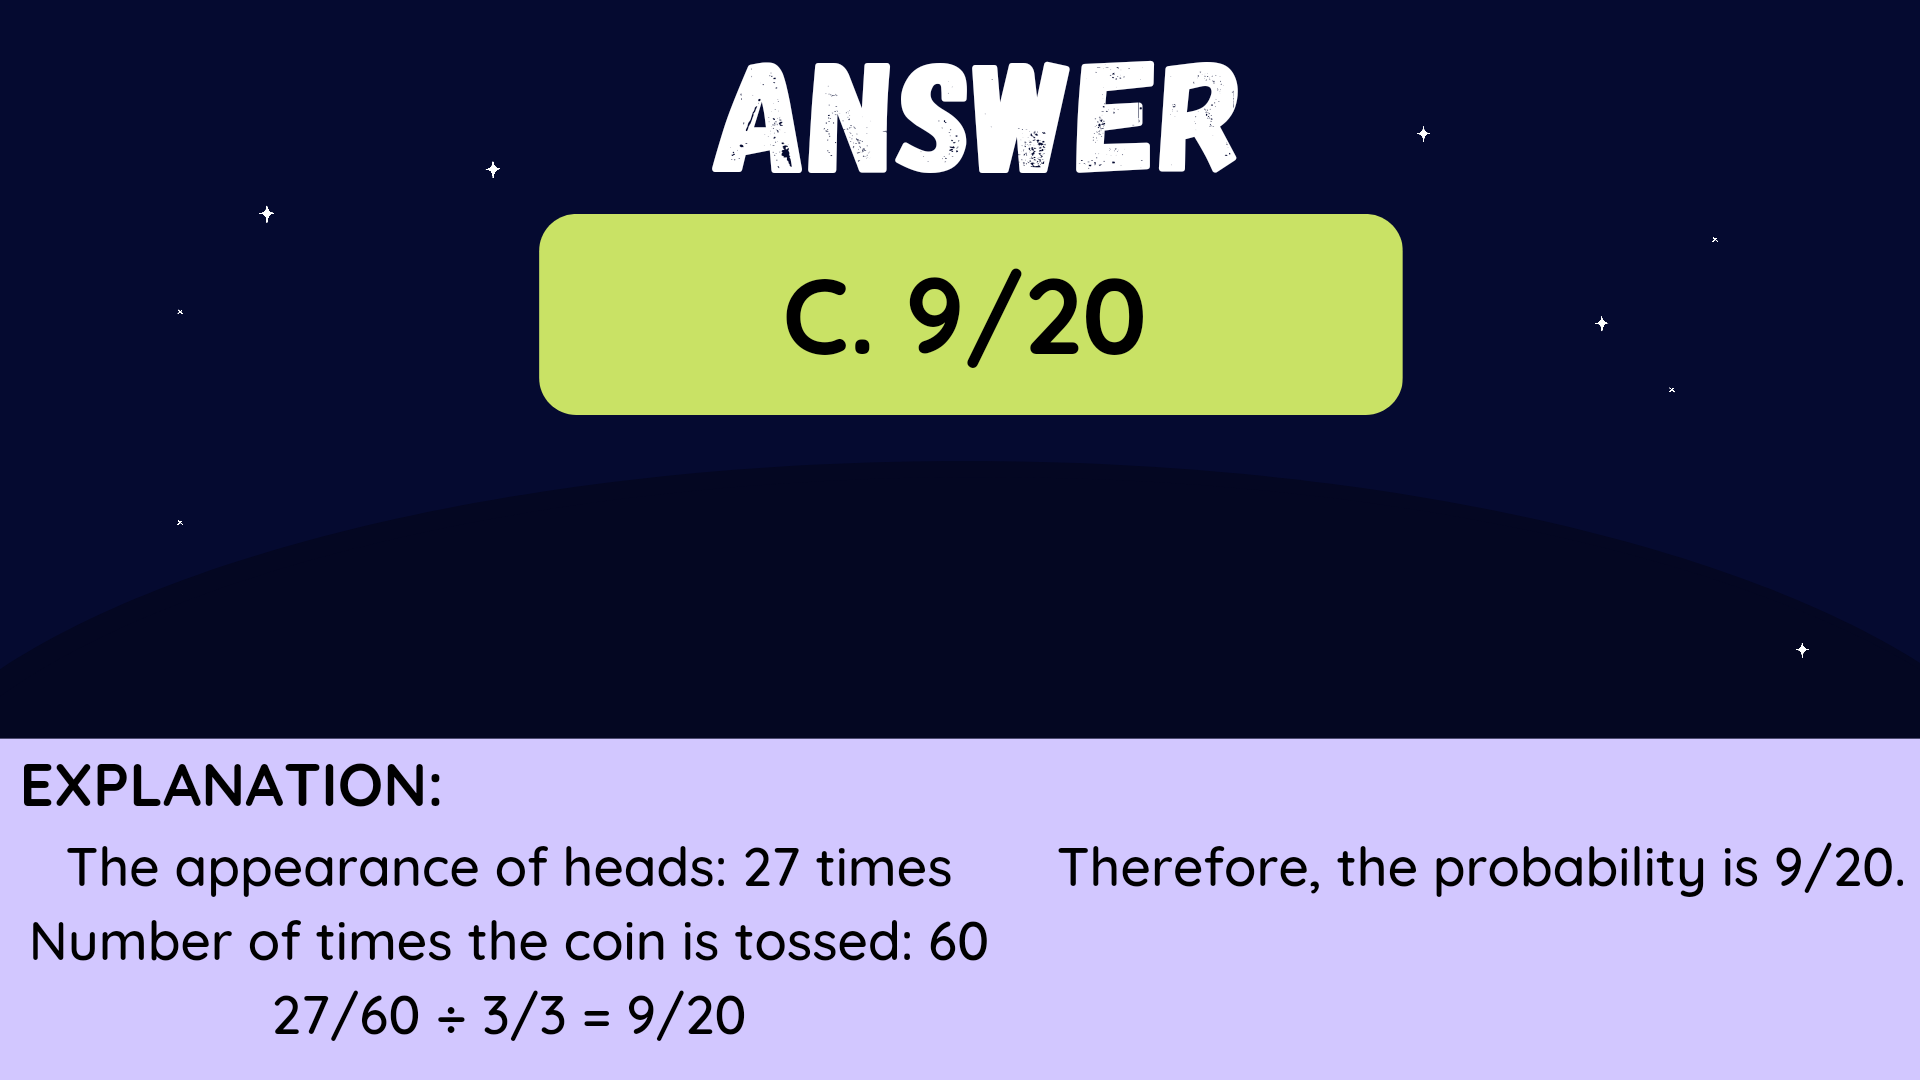 ANSWER
C. 9/20
EXPLANATION:
The appearance of heads: 27 times
Number of times the coin is tossed: 60
27/60 ÷ 3/3 = 9/20
Therefore, the probability is 9/20.